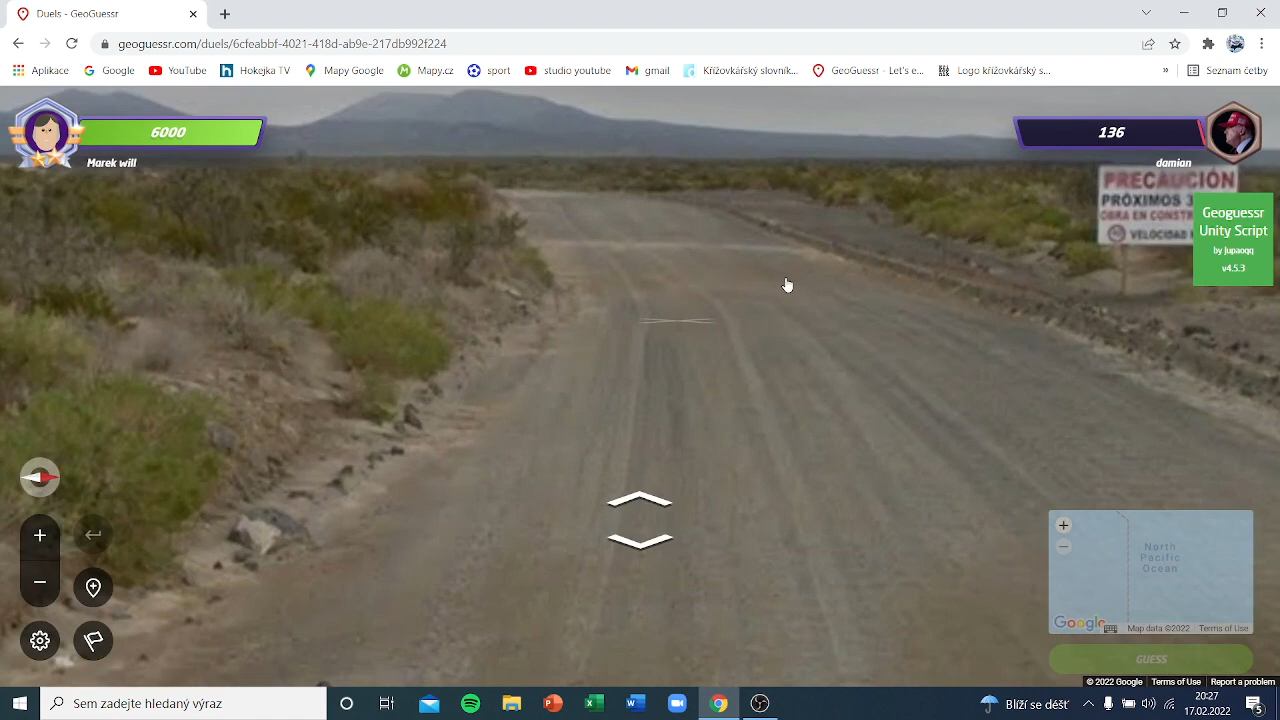 Duels - GeoGuessr
geoguessr.com/duels/6cfeabbf-4021-418d-ab9e-217db992f224
Aplikace Google YouTube Hokejka TV Mapy Google Mapy.cz sport studio youtube gmail Křížovkářský slovní... GeoGuessr - Let's e... Logo křížovkářský s... » Seznam četby
6000
136
Marek will
damian
PRECAUCIÓN
PRÓXIMOS 3
OBRA EN CONST
VELOCIDAD
Geoguessr
Unity Script
by Jupaoqq
v4.5.3
North
Pacific
Ocean
Google
Map data ©2022 Terms of Use
GUESS
© 2022 Google Terms of Use Report a problem
Sem zadejte hledaný výraz
Blíží se déšť
20:27
17.02.2022
5